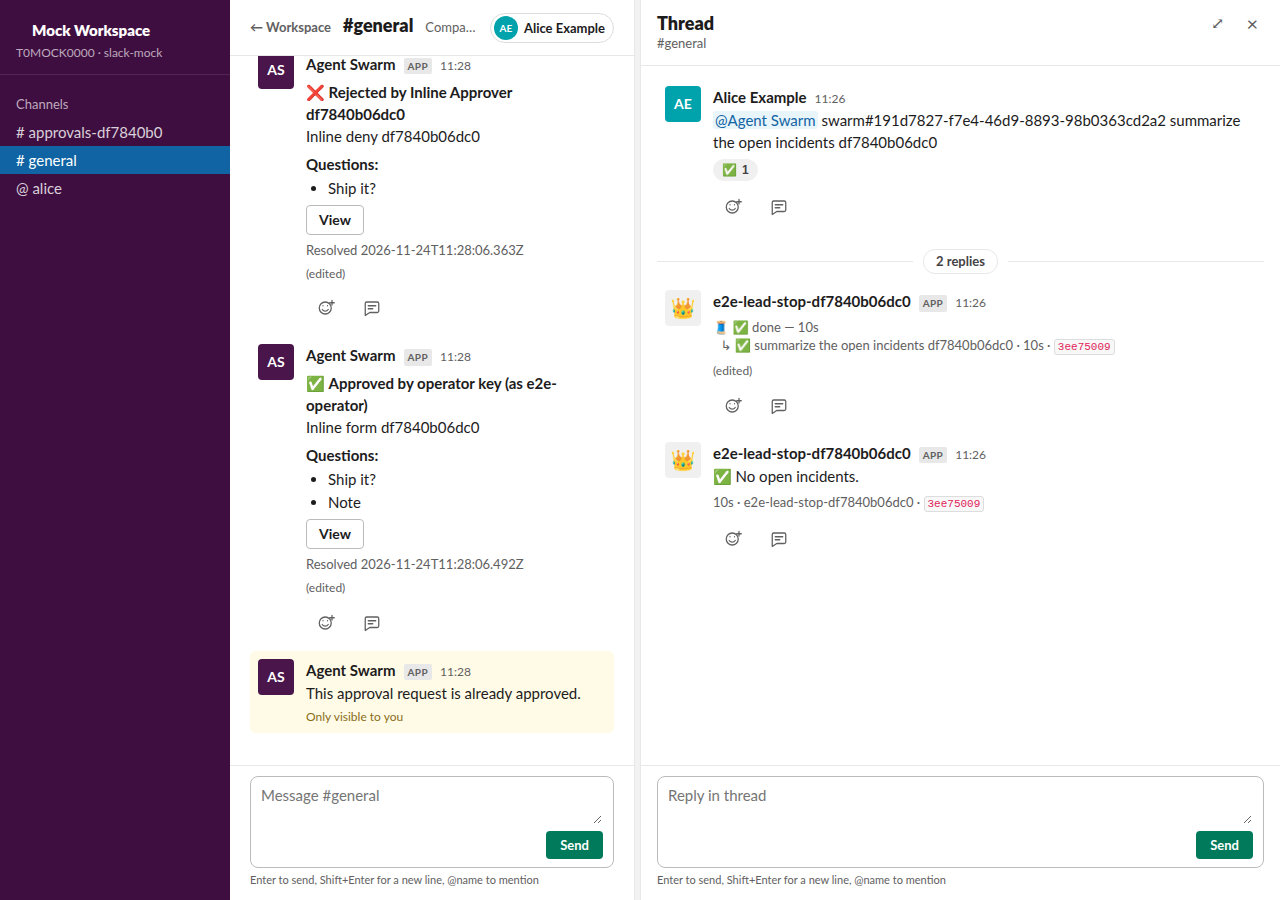 Mock Workspace
T0MOCK0000 · slack-mock
Channels
# approvals-df7840b0
# general
@ alice
← Workspace #general Compa... AE Alice Example
AS Agent Swarm APP 11:28
❌ Rejected by Inline Approver
df7840b06dc0
Inline deny df7840b06dc0
Questions:
• Ship it?
View
Resolved 2026-11-24T11:28:06.363Z
(edited)
AS Agent Swarm APP 11:28
✅ Approved by operator key (as e2e-
operator)
Inline form df7840b06dc0
Questions:
• Ship it?
• Note
View
Resolved 2026-11-24T11:28:06.492Z
(edited)
AS Agent Swarm APP 11:28
This approval request is already approved.
Only visible to you
Message #general
Send
Enter to send, Shift+Enter for a new line, @name to mention
Thread
#general
AE Alice Example 11:26
@Agent Swarm swarm#191d7827-f7e4-46d9-8893-98b0363cd2a2 summarize
the open incidents df7840b06dc0
✅ 1
2 replies
e2e-lead-stop-df7840b06dc0 APP 11:26
🧵 ✅ done — 10s
↳ ✅ summarize the open incidents df7840b06dc0 · 10s · 3ee75009
(edited)
e2e-lead-stop-df7840b06dc0 APP 11:26
✅ No open incidents.
10s · e2e-lead-stop-df7840b06dc0 · 3ee75009
Reply in thread
Send
Enter to send, Shift+Enter for a new line, @name to mention